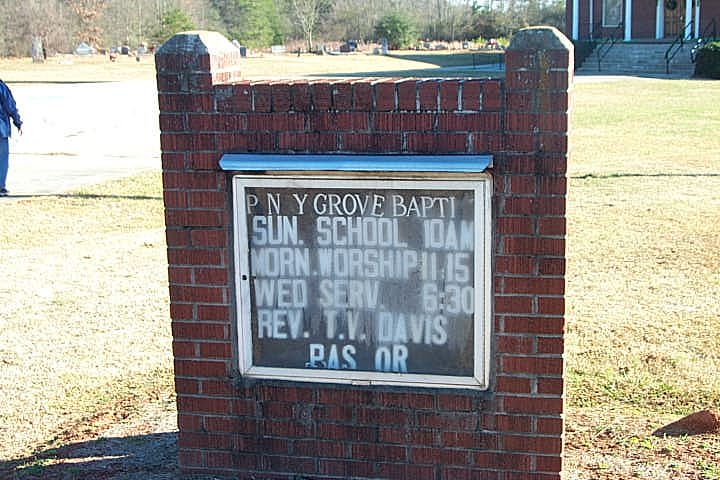 P N Y GROVE BAPTI
SUN. SCHOOL 10AM
MORN. WORSHIP 11:15
WED SERV. 6:30
REV. T.V. DAVIS
PAS OR